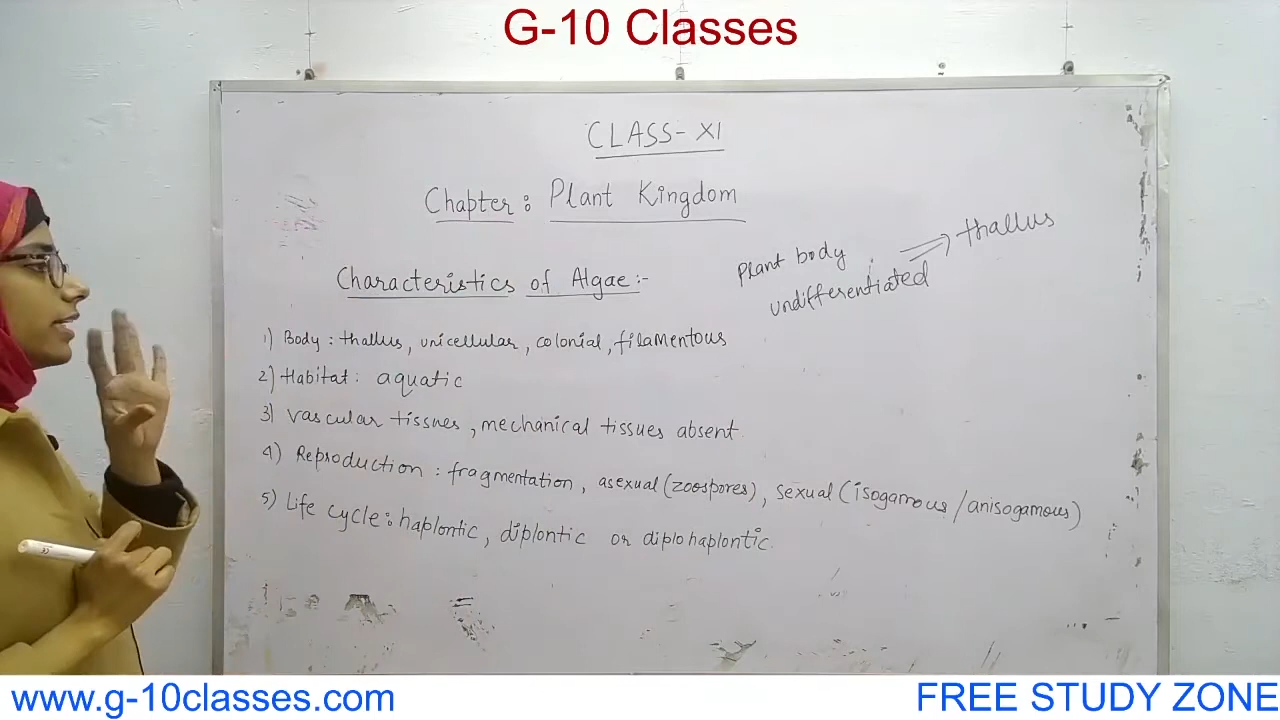 G-10 Classes
CLASS-XI
Chapter: Plant Kingdom
Characteristics of Algae:-
Plant body
undifferentiated => thallus
1) Body: thallus, unicellular, colonial, filamentous
2) Habitat: aquatic
3) Vascular tissues, mechanical tissues absent.
4) Reproduction: fragmentation, asexual (zoospores), sexual (isogamous/anisogamous)
5) Life cycle: haplontic, diplontic or diplohaplontic.
www.g-10classes.com
FREE STUDY ZONE